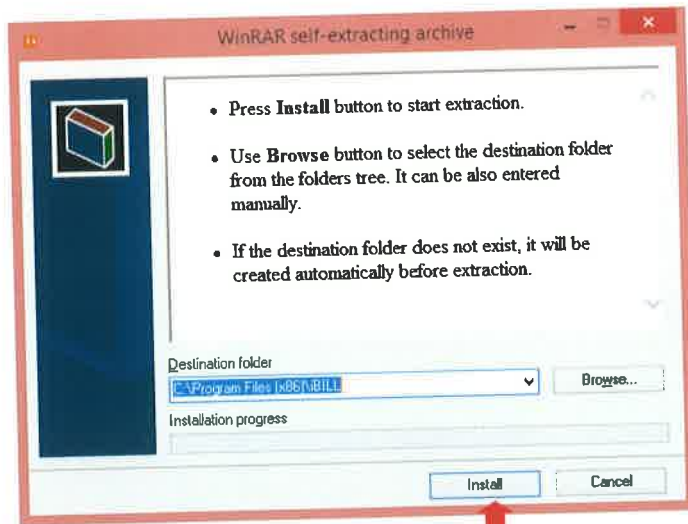 WinRAR self-extracting archive
• Press Install button to start extraction.
• Use Browse button to select the destination folder
from the folders tree. It can be also entered
manually.
• If the destination folder does not exist, it will be
created automatically before extraction.
Destination folder
C:\Program Files (x86)\iBILL
Browse...
Installation progress
Install
Cancel